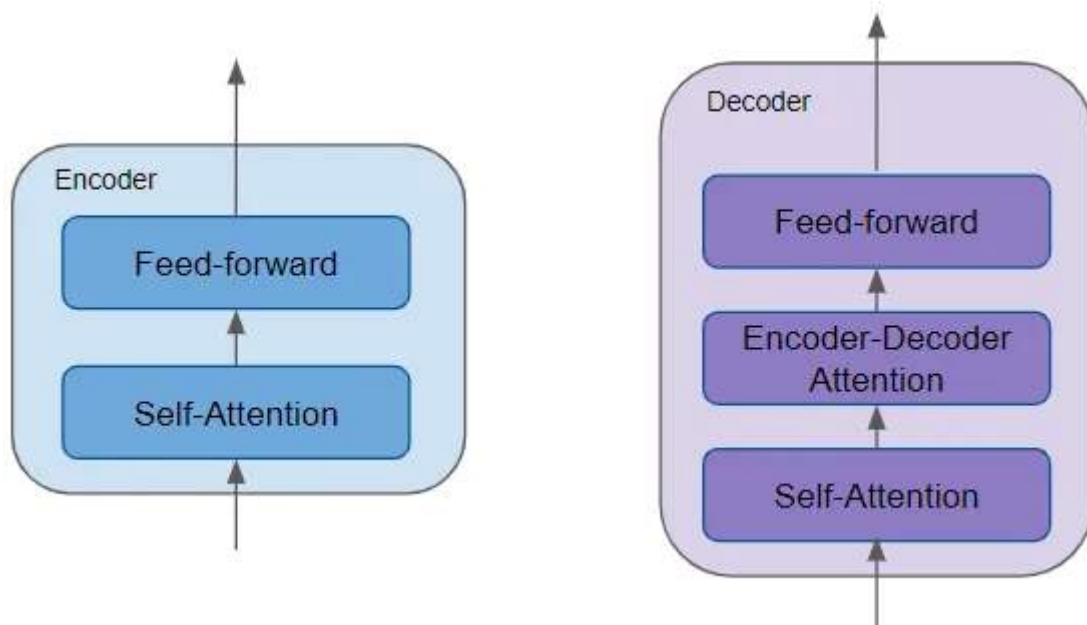 Encoder
Feed-forward
Self-Attention
Decoder
Feed-forward
Encoder-Decoder
Attention
Self-Attention